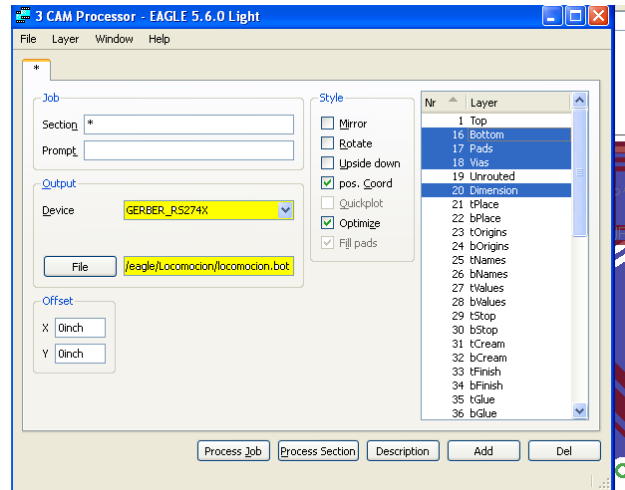 3 CAM Processor - EAGLE 5.6.0 Light
File Layer Window Help
*
Job
Section *
Prompt
Output
Device GERBER_RS274X
File /eagle/Locomocion/locomocion.bot
Offset
X 0inch
Y 0inch
Style
Mirror
Rotate
Upside down
pos. Coord
Quickplot
Optimize
Fill pads
Nr Layer
1 Top
16 Bottom
17 Pads
18 Vias
19 Unrouted
20 Dimension
21 tPlace
22 bPlace
23 tOrigins
24 bOrigins
25 tNames
26 bNames
27 tValues
28 bValues
29 tStop
30 bStop
31 tCream
32 bCream
33 tFinish
34 bFinish
35 tGlue
36 bGlue
Process Job Process Section Description Add Del